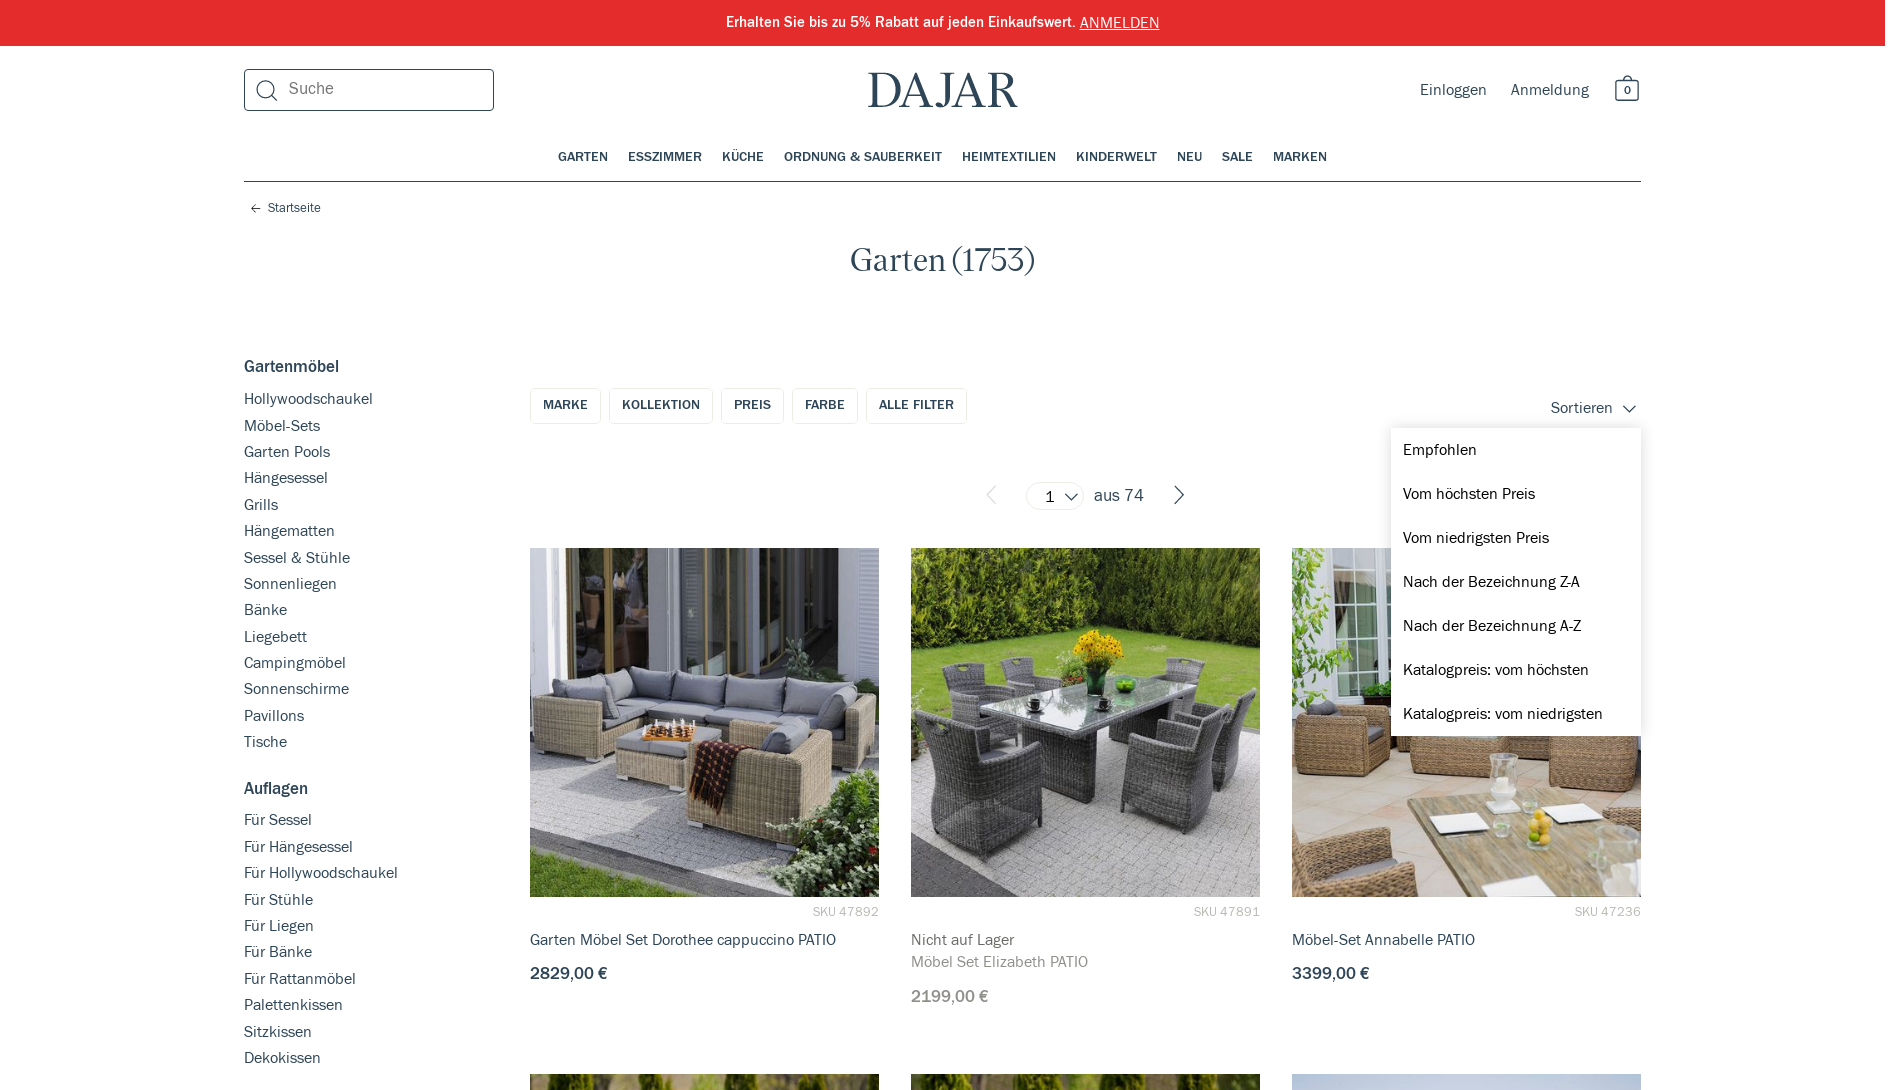 Erhalten Sie bis zu 5% Rabatt auf jeden Einkaufswert. ANMELDEN
Suche
DAJAR
Einloggen
Anmeldung
0
GARTEN
ESSZIMMER
KÜCHE
ORDNUNG & SAUBERKEIT
HEIMTEXTILIEN
KINDERWELT
NEU
SALE
MARKEN
Startseite
Garten (1753)
Gartenmöbel
Hollywoodschaukel
Möbel-Sets
Garten Pools
Hängesessel
Grills
Hängematten
Sessel & Stühle
Sonnenliegen
Bänke
Liegebett
Campingmöbel
Sonnenschirme
Pavillons
Tische
Auflagen
Für Sessel
Für Hängesessel
Für Hollywoodschaukel
Für Stühle
Für Liegen
Für Bänke
Für Rattanmöbel
Palettenkissen
Sitzkissen
Dekokissen
MARKE
KOLLEKTION
PREIS
FARBE
ALLE FILTER
Sortieren
Empfohlen
Vom höchsten Preis
Vom niedrigsten Preis
Nach der Bezeichnung Z-A
Nach der Bezeichnung A-Z
Katalogpreis: vom höchsten
Katalogpreis: vom niedrigsten
1
aus 74
SKU 47892
Garten Möbel Set Dorothee cappuccino PATIO
2829,00 €
SKU 47891
Nicht auf Lager
Möbel Set Elizabeth PATIO
2199,00 €
SKU 47236
Möbel-Set Annabelle PATIO
3399,00 €